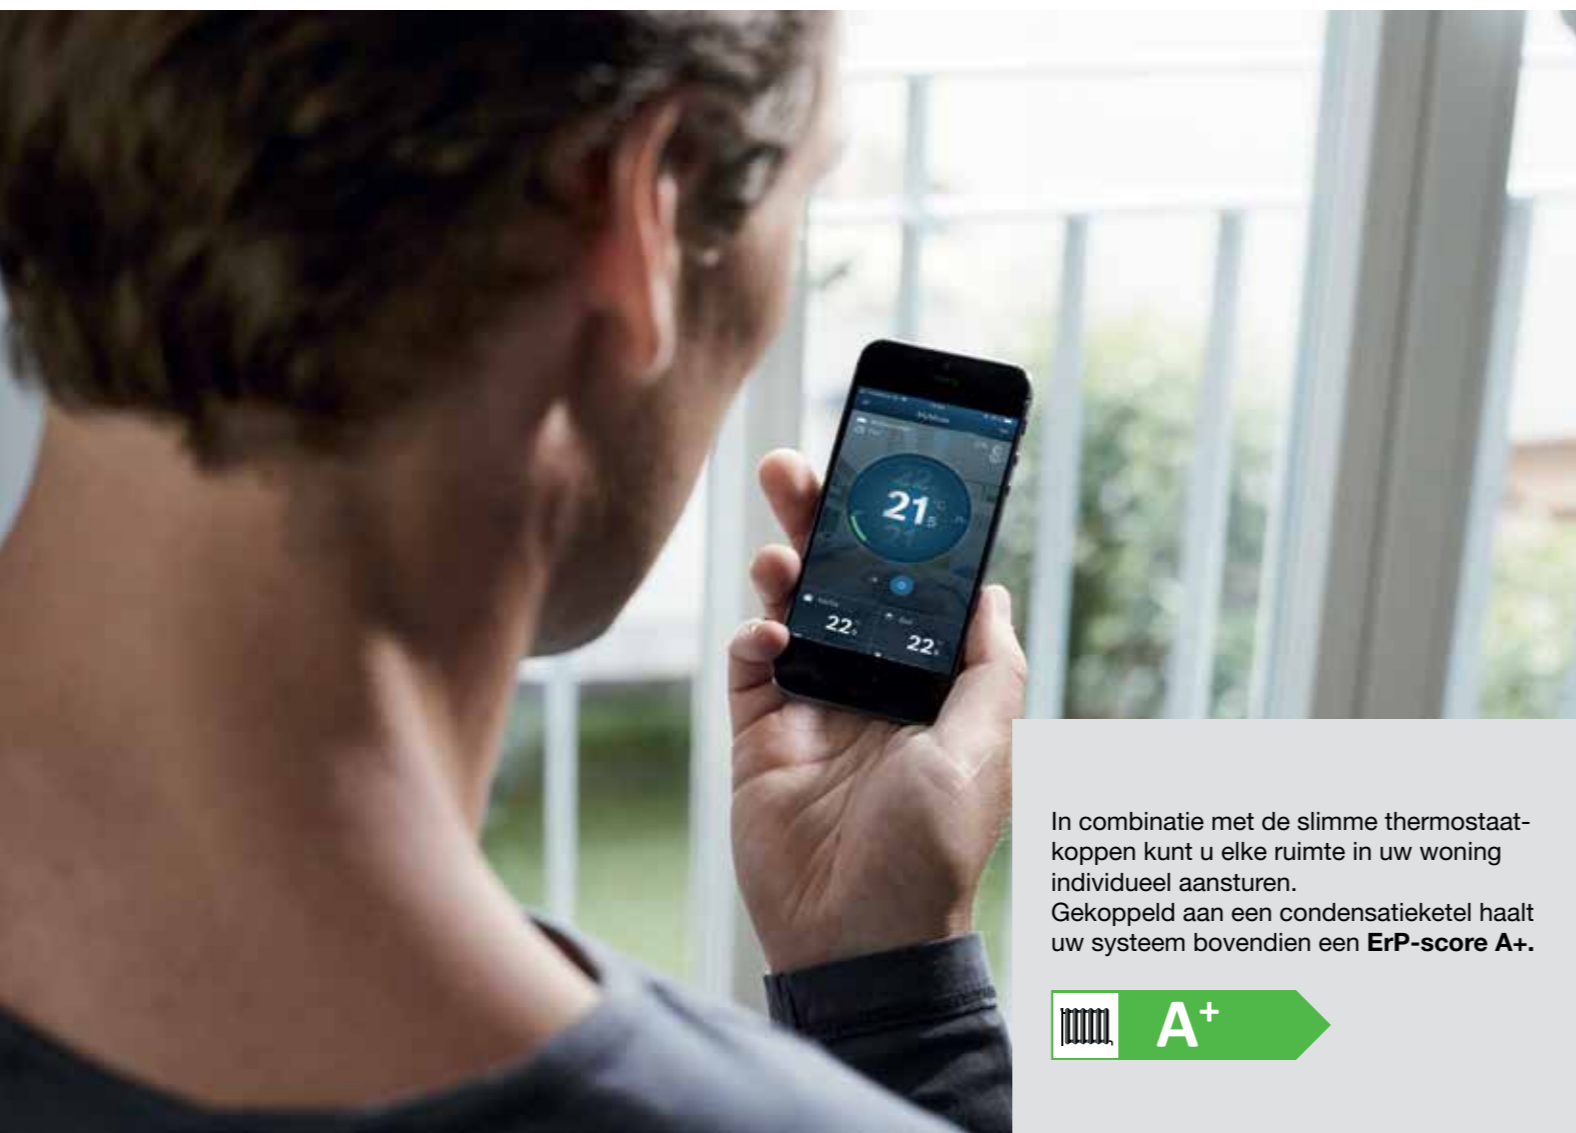 21
5
22
22
In combinatie met de slimme thermostaat-
koppen kunt u elke ruimte in uw woning
individueel aansturen.
Gekoppeld aan een condensatieketel haalt
uw systeem bovendien een ErP-score A+.
A+